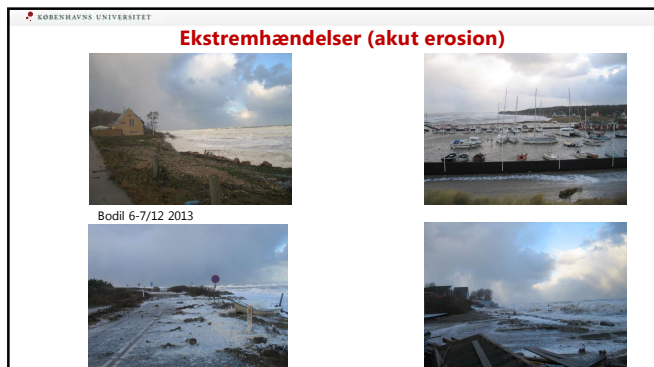 KØBENHAVNS UNIVERSITET
Ekstremhændelser (akut erosion)
Bodil 6-7/12 2013